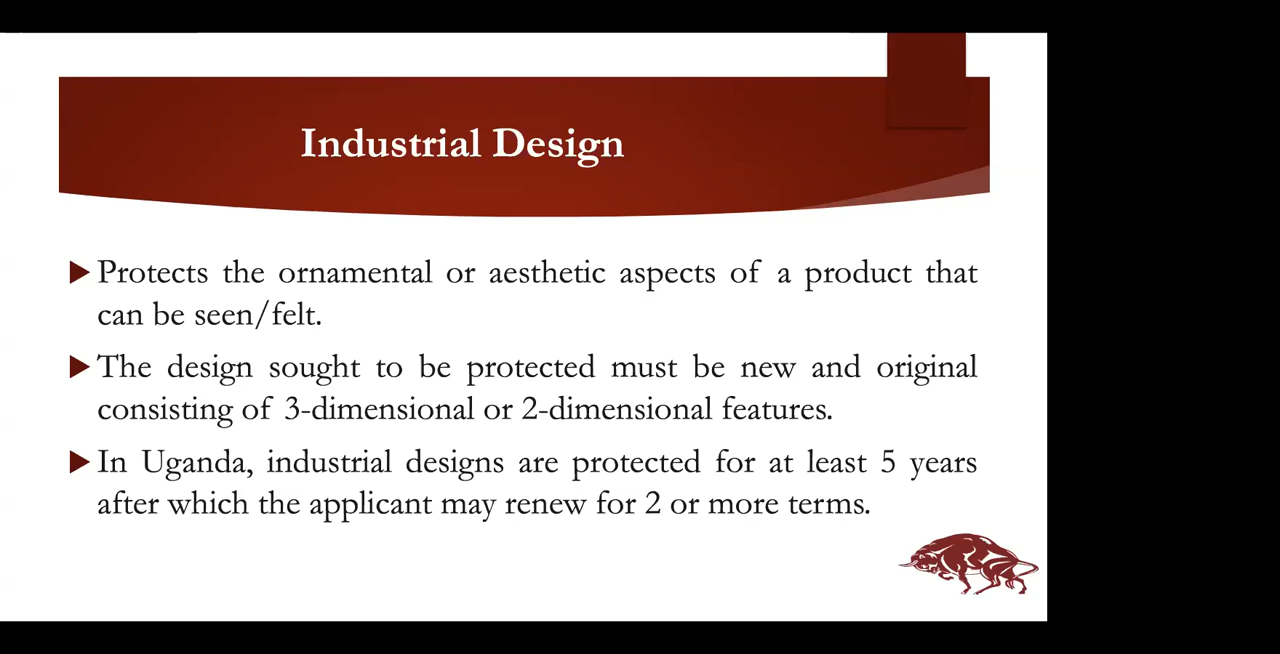 Industrial Design
Protects the ornamental or aesthetic aspects of a product that
can be seen/felt.
The design sought to be protected must be new and original
consisting of 3-dimensional or 2-dimensional features.
In Uganda, industrial designs are protected for at least 5 years
after which the applicant may renew for 2 or more terms.